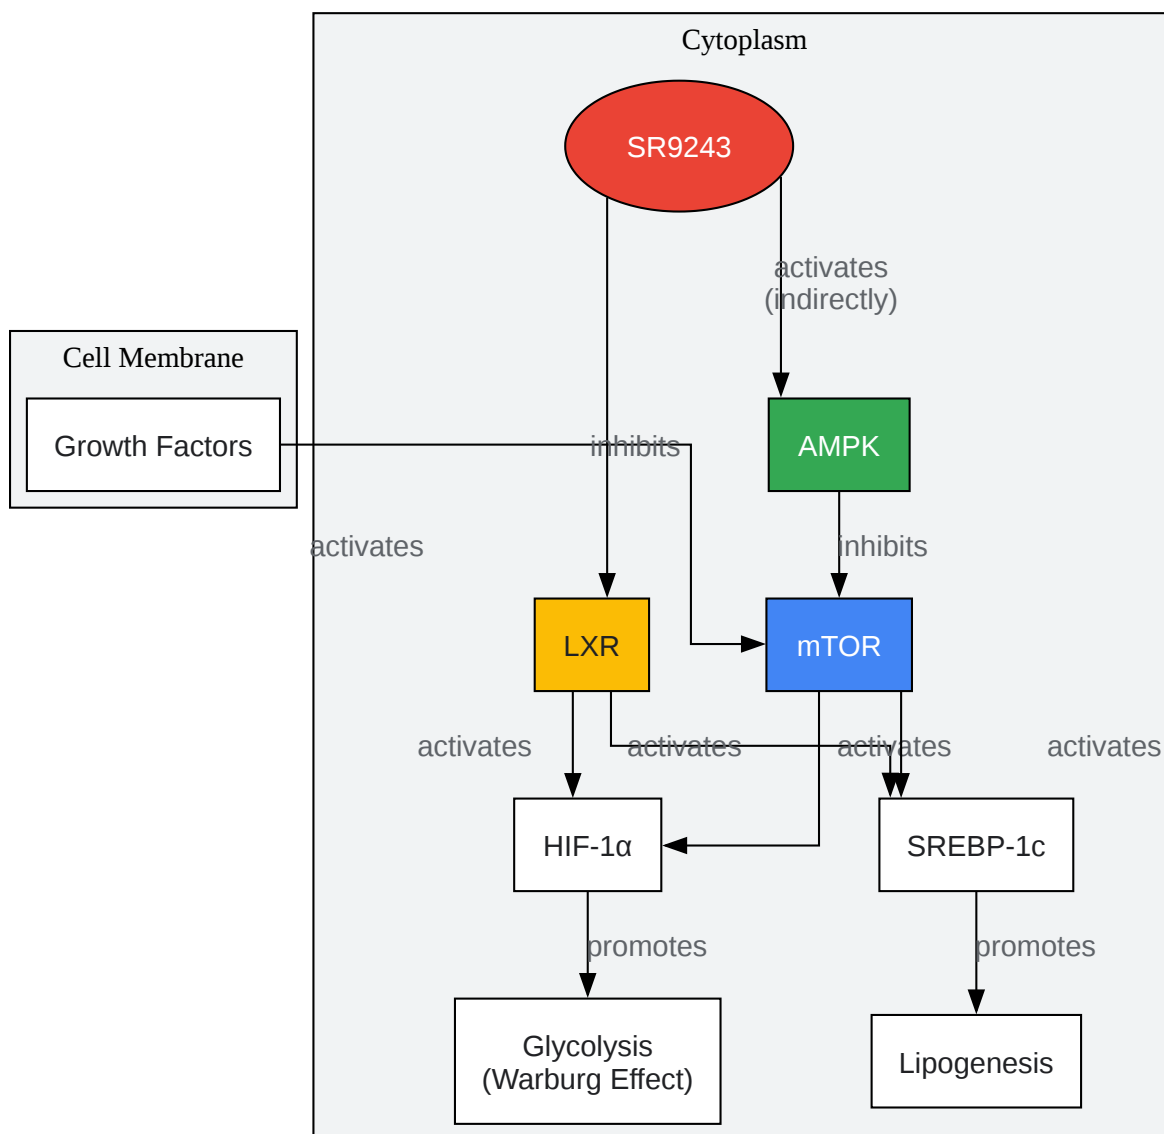 Cytoplasm
SR9243
activates
(indirectly)
Cell Membrane
Growth Factors
inhibits
AMPK
activates
inhibits
LXR
mTOR
activates
activates
activates
activates
HIF-1α
SREBP-1c
promotes
promotes
Glycolysis
(Warburg Effect)
Lipogenesis